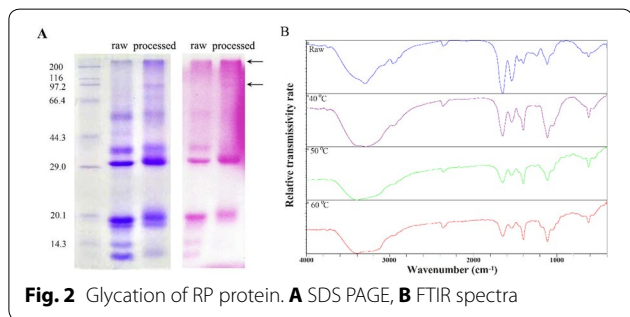 A
raw processed raw processed
200
116
97.2
66.4
44.3
29.0
20.1
14.3
B
Relative transmissivity rate
Raw
40 °C
50 °C
60 °C
4000 3000 2000 1000
Wavenumber (cm-1)
Fig. 2 Glycation of RP protein. A SDS PAGE, B FTIR spectra